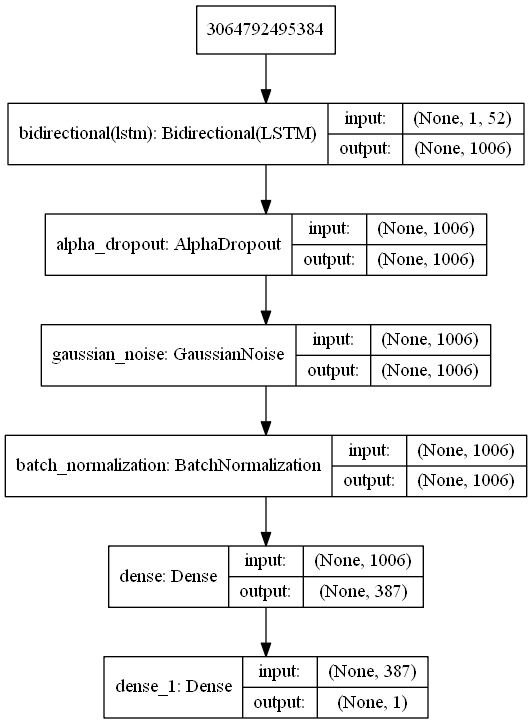 3064792495384
bidirectional(lstm): Bidirectional(LSTM)
input: (None, 1, 52)
output: (None, 1006)
alpha_dropout: AlphaDropout
input: (None, 1006)
output: (None, 1006)
gaussian_noise: GaussianNoise
input: (None, 1006)
output: (None, 1006)
batch_normalization: BatchNormalization
input: (None, 1006)
output: (None, 1006)
dense: Dense
input: (None, 1006)
output: (None, 387)
dense_1: Dense
input: (None, 387)
output: (None, 1)